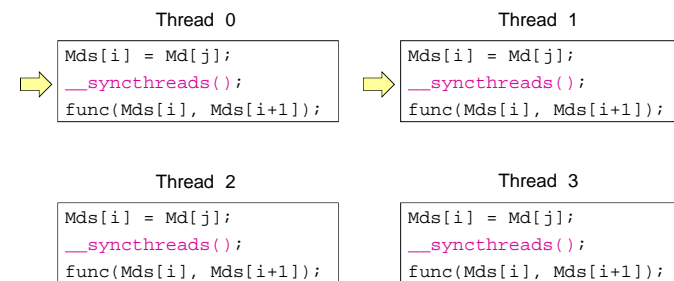 Thread 0
Mds[i] = Md[j];
__syncthreads();
func(Mds[i], Mds[i+1]);
Thread 1
Mds[i] = Md[j];
__syncthreads();
func(Mds[i], Mds[i+1]);
Thread 2
Mds[i] = Md[j];
__syncthreads();
func(Mds[i], Mds[i+1]);
Thread 3
Mds[i] = Md[j];
__syncthreads();
func(Mds[i], Mds[i+1]);